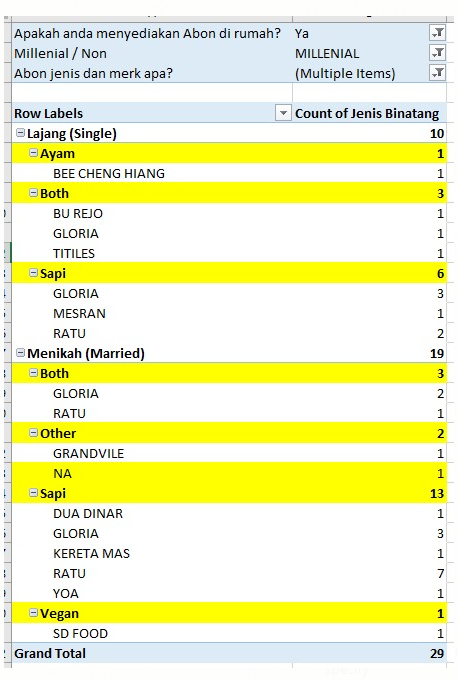 Apakah anda menyediakan Abon di rumah? Ya
Millenial / Non MILLENIAL
Abon jenis dan merk apa? (Multiple Items)
Row Labels Count of Jenis Binatang
Lajang (Single) 10
Ayam 1
BEE CHENG HIANG 1
Both 3
BU REJO 1
GLORIA 1
TITILES 1
Sapi 6
GLORIA 3
MESRAN 1
RATU 2
Menikah (Married) 19
Both 3
GLORIA 2
RATU 1
Other 2
GRANDVILE 1
NA 1
Sapi 13
DUA DINAR 1
GLORIA 3
KERETA MAS 1
RATU 7
YOA 1
Vegan 1
SD FOOD 1
Grand Total 29